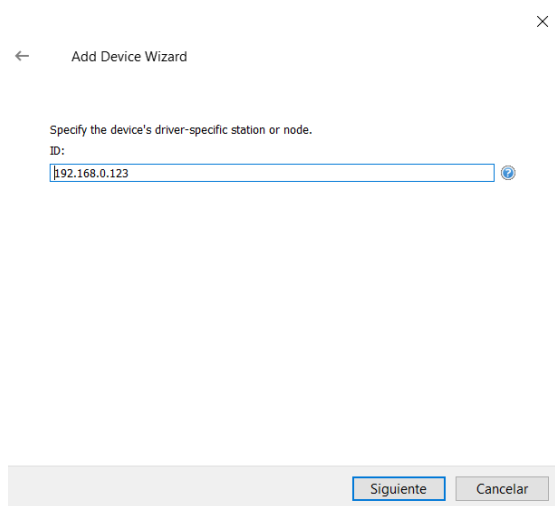 Add Device Wizard
Specify the device's driver-specific station or node.
ID:
192.168.0.123
Siguiente Cancelar